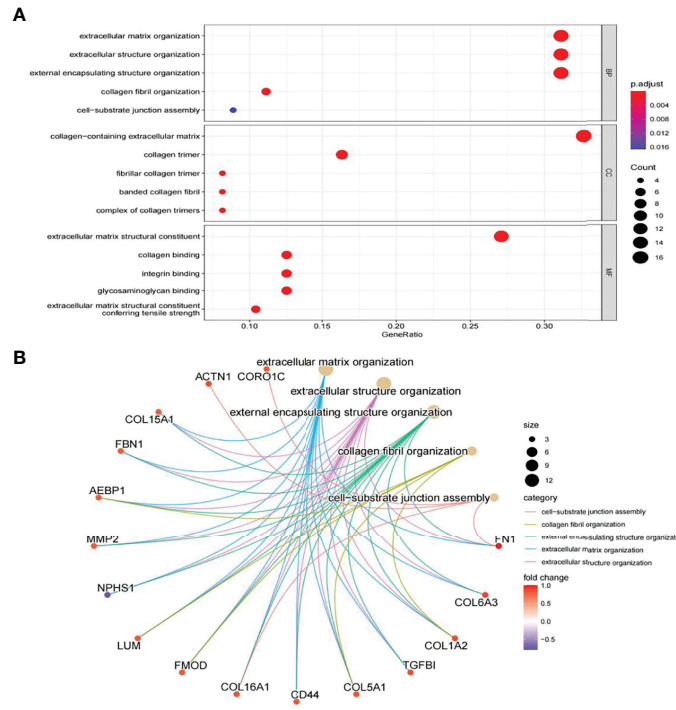 A
extracellular matrix organization
extracellular structure organization
external encapsulating structure organization
collagen fibril organization
cell-substrate junction assembly
BP
collagen-containing extracellular matrix
collagen trimer
fibrillar collagen trimer
banded collagen fibril
complex of collagen trimers
CC
extracellular matrix structural constituent
collagen binding
integrin binding
glycosaminoglycan binding
extracellular matrix structural constituent
conferring tensile strength
MF
0.10 0.15 0.20 0.25 0.30
GeneRatio
p.adjust
0.004
0.008
0.012
0.016
Count
4
6
8
10
12
14
16
B
extracellular matrix organization
extracellular structure organization
external encapsulating structure organization
collagen fibril organization
cell-substrate junction assembly
CORO1C
ACTN1
COL15A1
FBN1
AEBP1
MMP2
NPHS1
LUM
FMOD
COL16A1
CD44
COL5A1
TGFBI
COL1A2
COL6A3
FN1
size
3
6
9
12
category
cell-substrate junction assembly
collagen fibril organization
external encapsulating structure organizat
extracellular matrix organization
extracellular structure organization
fold change
1.0
0.5
0.0
-0.5